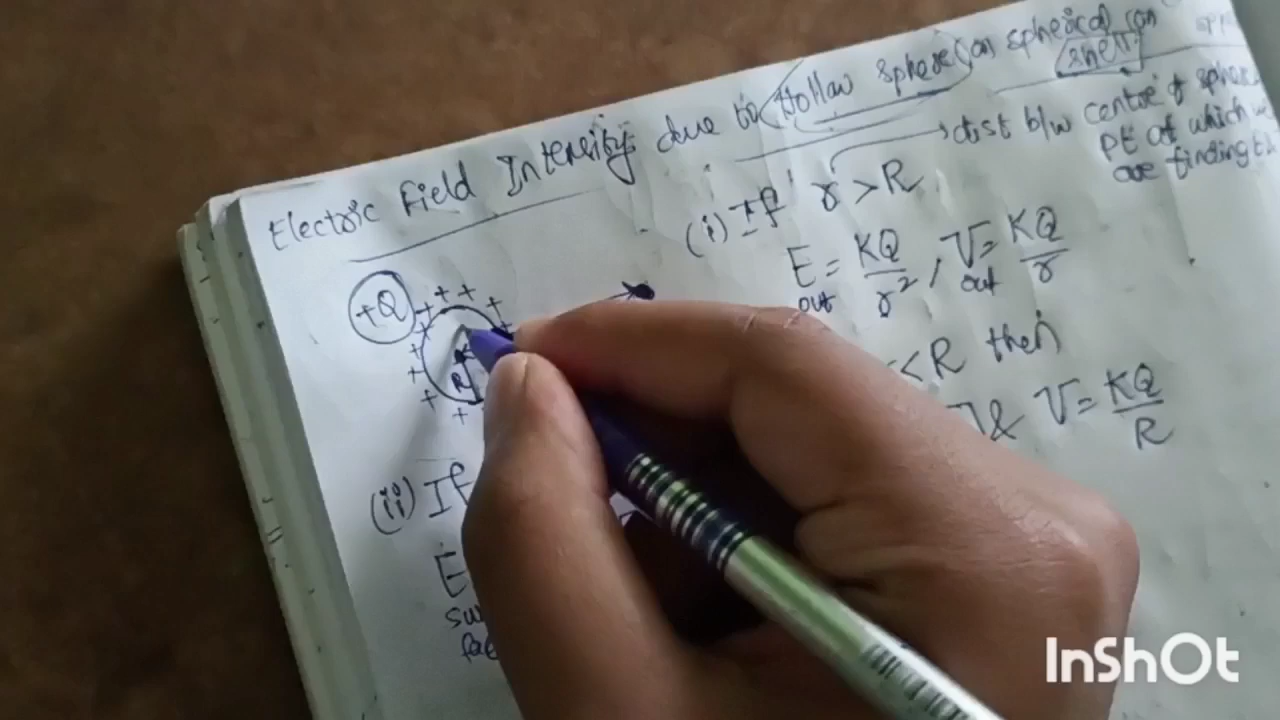 Electric Field Intensity due to Hollow sphere (or spherical
shell
dist b/w centre of sphere
pt at which we
are finding
(i) If r > R
E out = KQ/r², V out = KQ/r
+Q
+ + + + + + + + + +
R
<R then
& V = KQ/R
(ii) If
E
InShOt